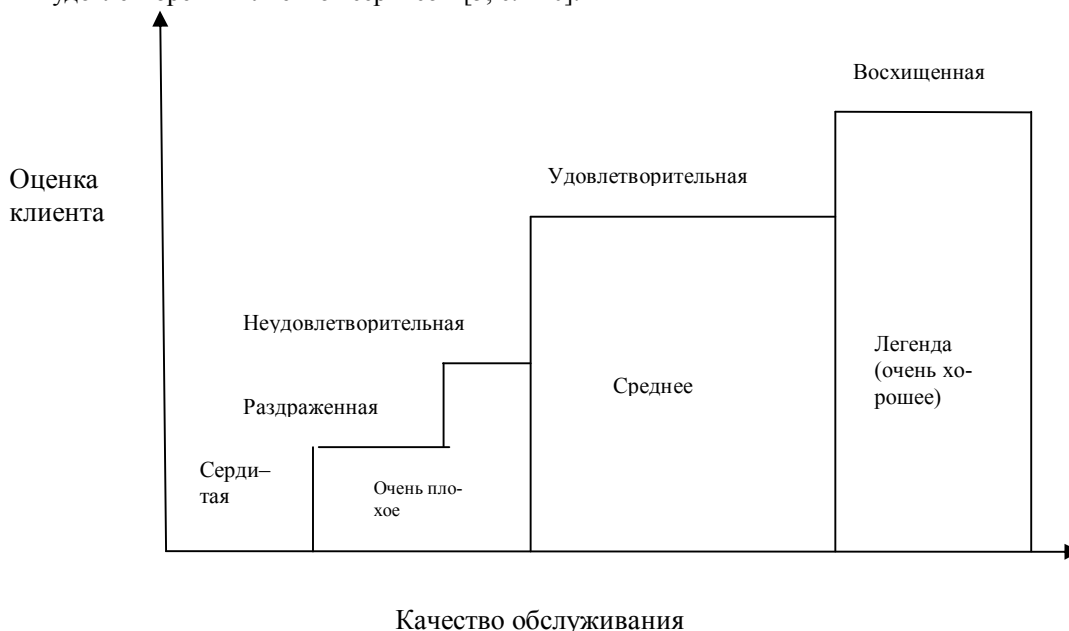 Восхищенная
Оценка
клиента
Удовлетворительная
Неудовлетворительная
Легенда
(очень хо-
рошее)
Среднее
Раздраженная
Серди–
тая
Очень пло-
хое
Качество обслуживания